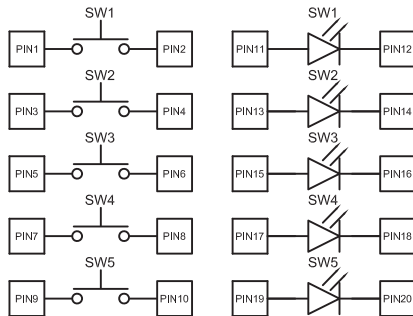 SW1 SW1
PIN1 PIN2 PIN11 PIN12
SW2 SW2
PIN3 PIN4 PIN13 PIN14
SW3 SW3
PIN5 PIN6 PIN15 PIN16
SW4 SW4
PIN7 PIN8 PIN17 PIN18
SW5 SW5
PIN9 PIN10 PIN19 PIN20